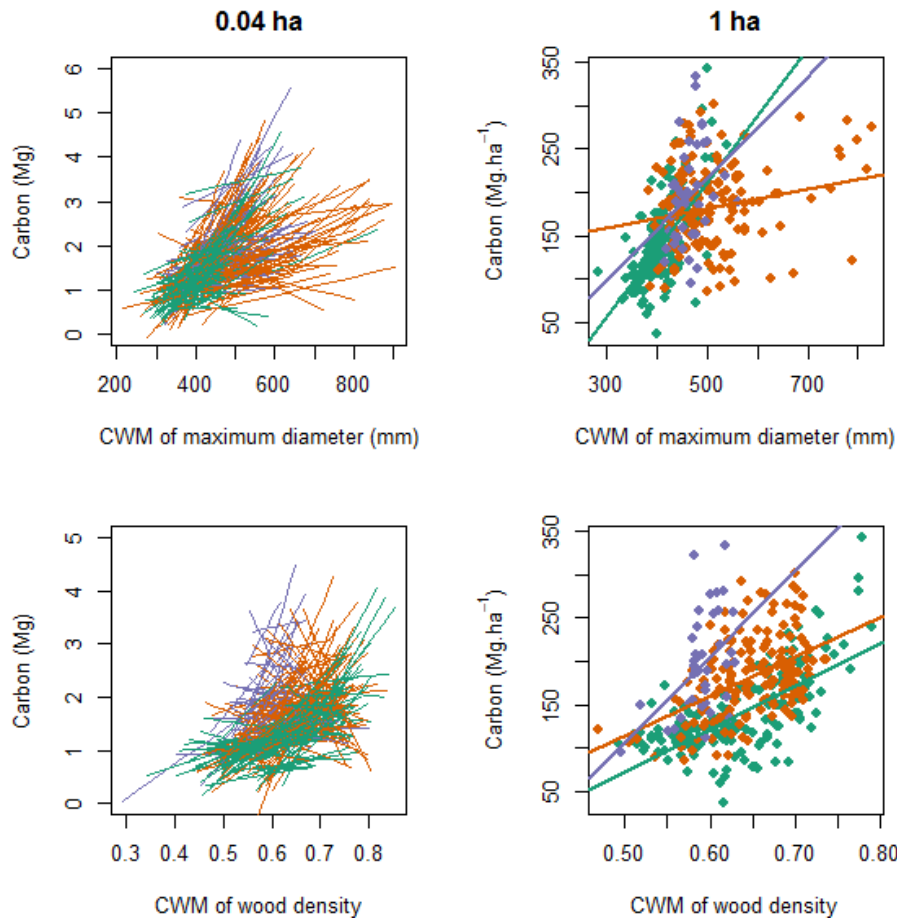 0.04 ha
1 ha
Carbon (Mg)
6
5
4
3
2
1
0
200 400 600 800
CWM of maximum diameter (mm)
Carbon (Mg.ha⁻¹)
350
250
150
50
300 500 700
CWM of maximum diameter (mm)
Carbon (Mg)
5
4
3
2
1
0
0.3 0.4 0.5 0.6 0.7 0.8
CWM of wood density
Carbon (Mg.ha⁻¹)
350
250
150
50
0.50 0.60 0.70 0.80
CWM of wood density